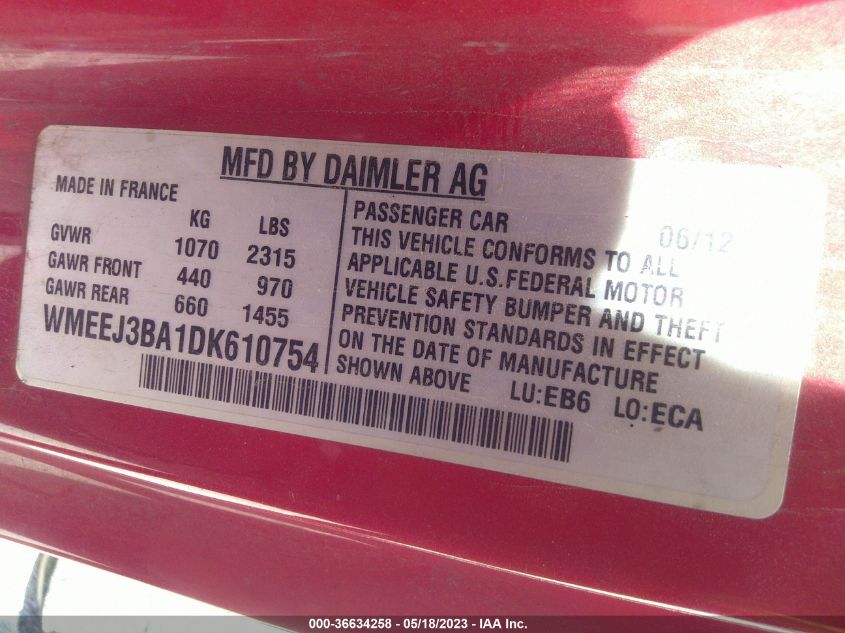 MFD BY DAIMLER AG
MADE IN FRANCE
KG LBS
GVWR 1070 2315
GAWR FRONT 440 970
GAWR REAR 660 1455
WMEEJ3BA1DK610754
PASSENGER CAR 06/12
THIS VEHICLE CONFORMS TO ALL
APPLICABLE U.S.FEDERAL MOTOR
VEHICLE SAFETY BUMPER AND THEFT
PREVENTION STANDARDS IN EFFECT
ON THE DATE OF MANUFACTURE
SHOWN ABOVE
LU:EB6 LO:ECA
000-36634258 - 05/18/2023 - IAA Inc.